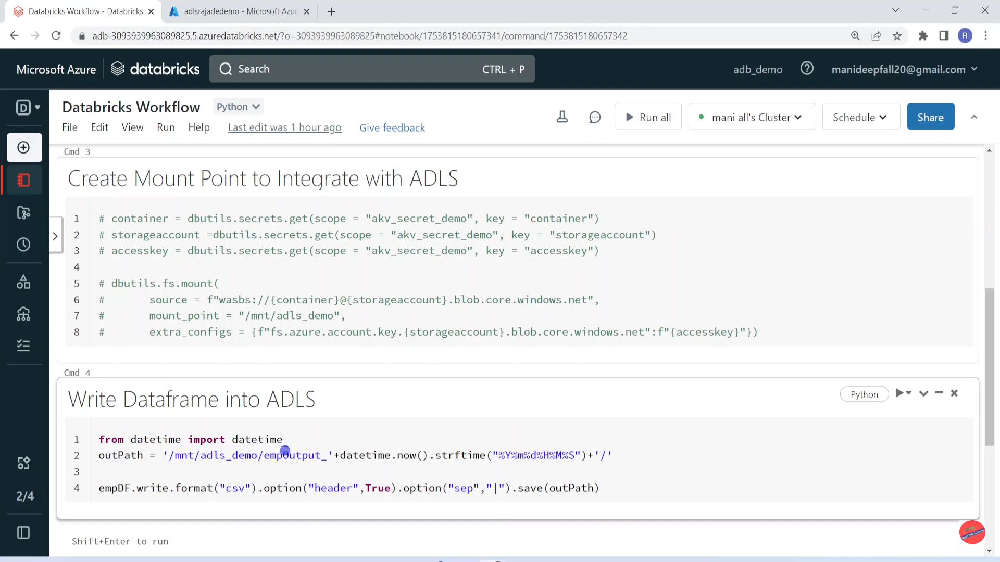 Databricks Workflow - Databricks
adlsrajadedemo - Microsoft Azu
adb-3093939963089825.5.azuredatabricks.net/?o=3093939963089825#notebook/1753815180657341/command/1753815180657342
R
Microsoft Azure
databricks
Search
CTRL + P
adb_demo
manideepfall20@gmail.com
D
Databricks Workflow
Python
File
Edit
View
Run
Help
Last edit was 1 hour ago
Give feedback
Run all
mani all's Cluster
Schedule
Share
Cmd 3
Create Mount Point to Integrate with ADLS
1 # container = dbutils.secrets.get(scope = "akv_secret_demo", key = "container")
2 # storageaccount =dbutils.secrets.get(scope = "akv_secret_demo", key = "storageaccount")
3 # accesskey = dbutils.secrets.get(scope = "akv_secret_demo", key = "accesskey")
4
5 # dbutils.fs.mount(
6 # source = f"wasbs://{container}@{storageaccount}.blob.core.windows.net",
7 # mount_point = "/mnt/adls_demo",
8 # extra_configs = {f"fs.azure.account.key.{storageaccount}.blob.core.windows.net":f"{accesskey}"})
Cmd 4
Write Dataframe into ADLS
Python
1 from datetime import datetime
2 outPath = '/mnt/adls_demo/empoutput_'+datetime.now().strftime("%Y%m%d%H%M%S")+'/'
3
4 empDF.write.format("csv").option("header",True).option("sep","|").save(outPath)
2/4
Shift+Enter to run